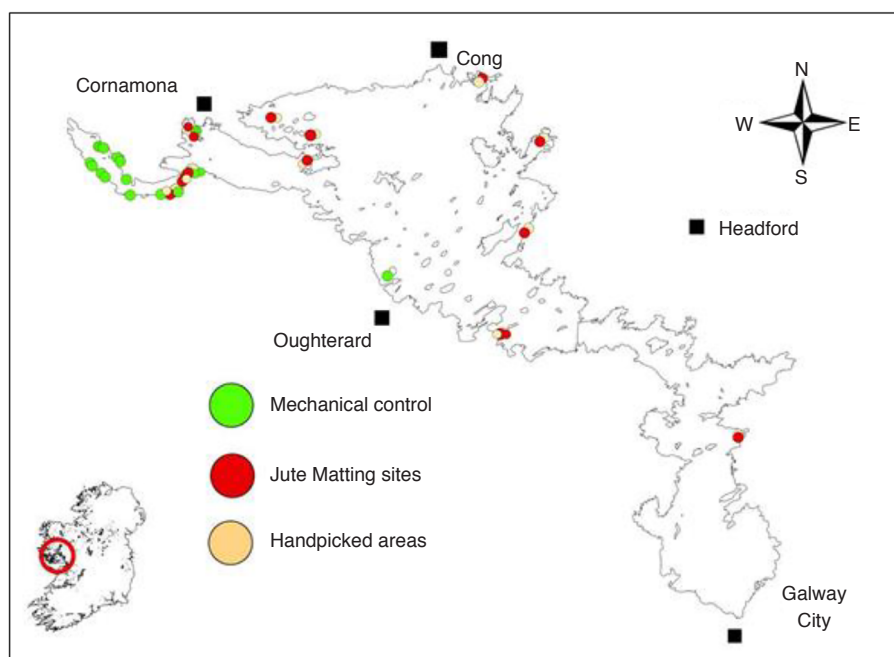 Cong
Cornamona
N
W
E
S
Headford
Oughterard
Mechanical control
Jute Matting sites
Handpicked areas
Galway
City